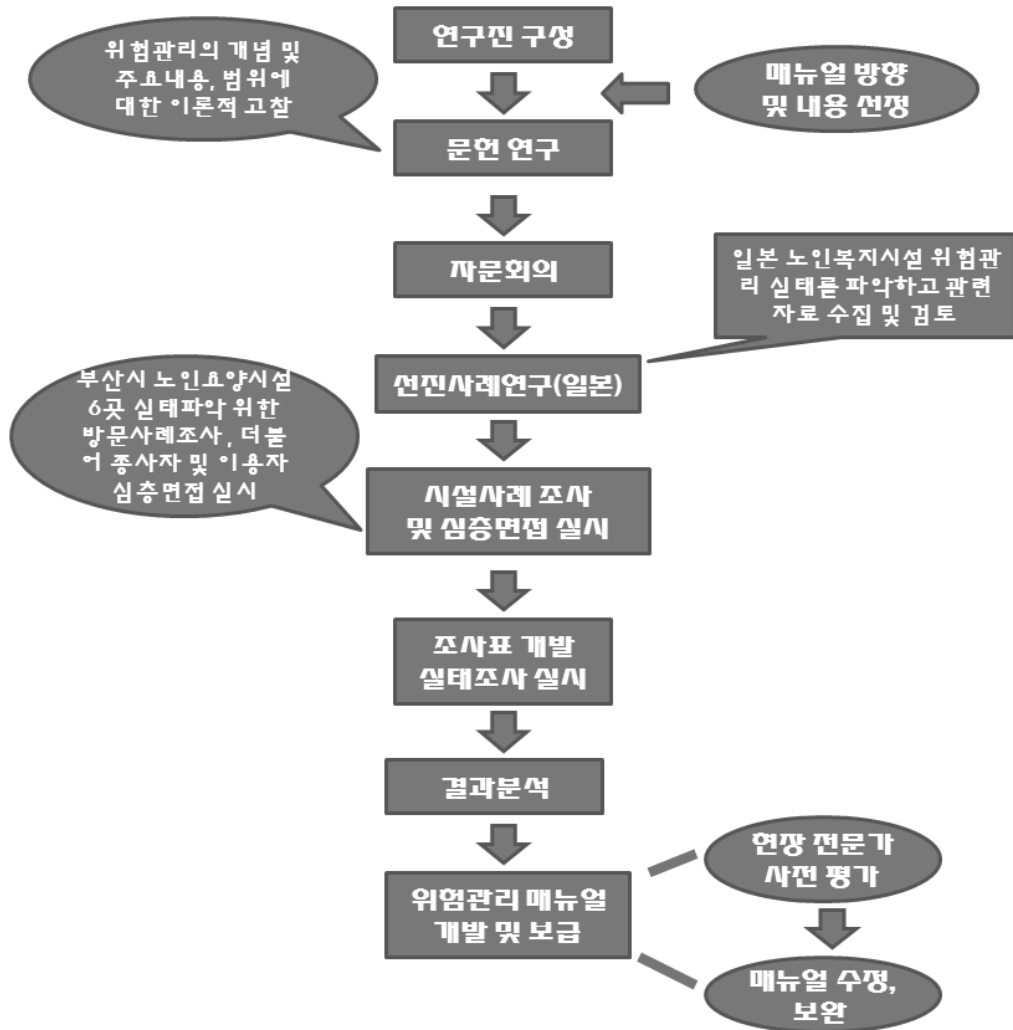 연구진 구성
위험관리의 개념 및
주요내용, 범위에
대한 이론적 고찰
매뉴얼 방향
및 내용 선정
문헌 연구
자문회의
일본 노인복지시설 위험관
리 실태를 파악하고 관련
자료 수집 및 검토
선진사례연구(일본)
부산시 노인요양시설
6곳 실태파악 위한
방문사례조사, 더불
어 종사자 및 이용자
심층면접 실시
시설사례 조사
및 심층면접 실시
조사표 개발
실태조사 실시
결과분석
현장 전문가
사전 평가
위험관리 매뉴얼
개발 및 보급
매뉴얼 수정,
보완